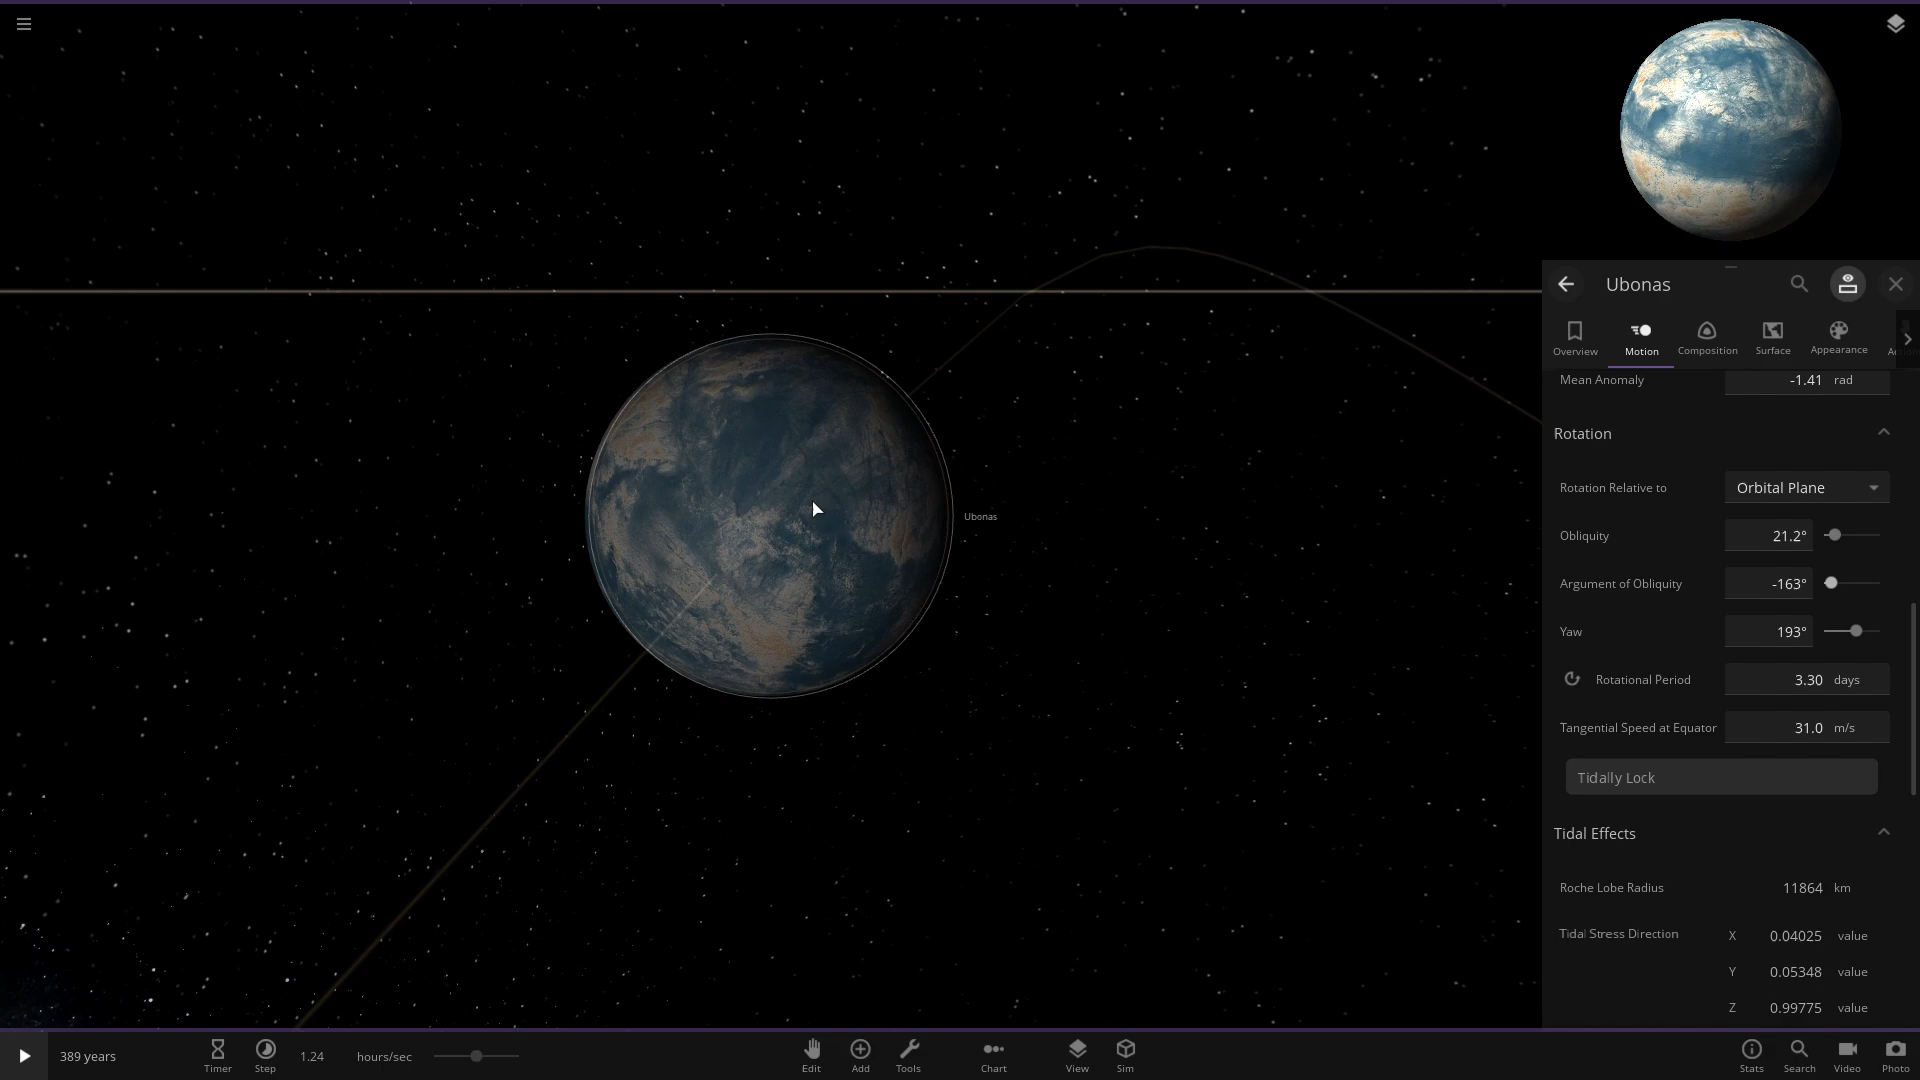 Ubonas
Overview
Motion
Composition
Surface
Appearance
Mean Anomaly -1.41 rad
Rotation
Rotation Relative to Orbital Plane
Obliquity 21.2°
Argument of Obliquity -163°
Yaw 193°
Rotational Period 3.30 days
Tangential Speed at Equator 31.0 m/s
Tidally Lock
Tidal Effects
Roche Lobe Radius 11864 km
Tidal Stress Direction X 0.04025 value
Y 0.05348 value
Z 0.99775 value
Ubonas
389 years
Timer
Step
1.24 hours/sec
Edit
Add
Tools
Chart
View
Sim
Stats
Search
Video
Photo